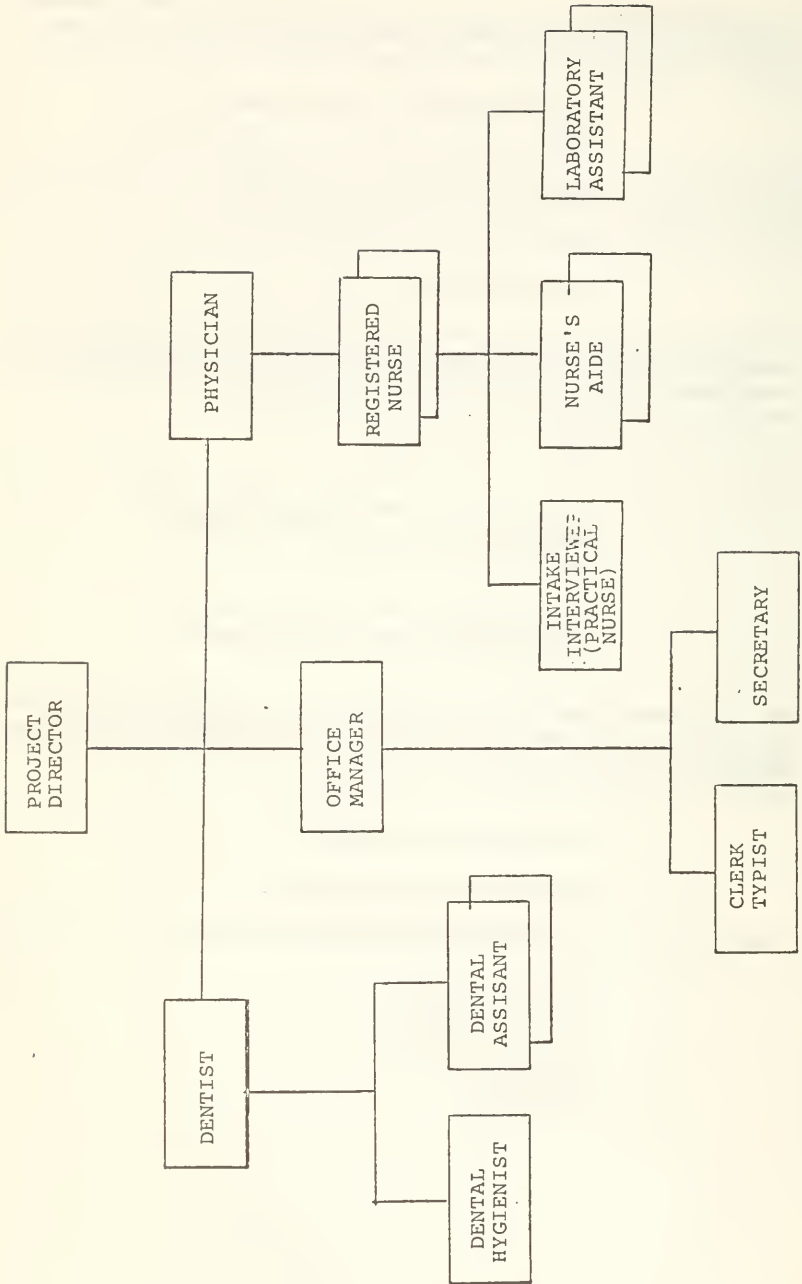 PROJECT
DIRECTOR
DENTIST
PHYSICIAN
OFFICE
MANAGER
REGISTERED
NURSE
DENTAL
HYGIENIST
DENTAL
ASSISANT
INTAKE
INTERVIEWER
(PRACTICAL
NURSE)
NURSE'S
AIDE
LABORATORY
ASSISTANT
CLERK
TYPIST
SECRETARY